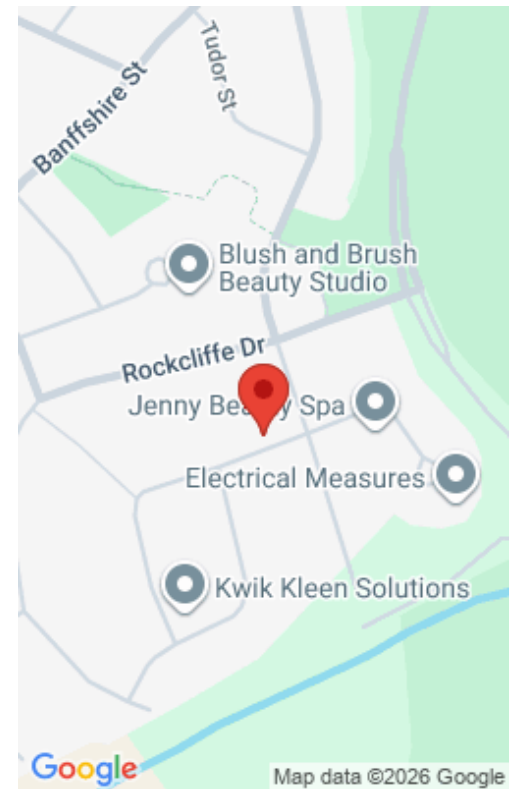 Tudor St
Banffshire St
Blush and Brush
Beauty Studio
Rockcliffe Dr
Jenny Beauty Spa
Electrical Measures
Kwik Kleen Solutions
Google
Map data ©2026 Google